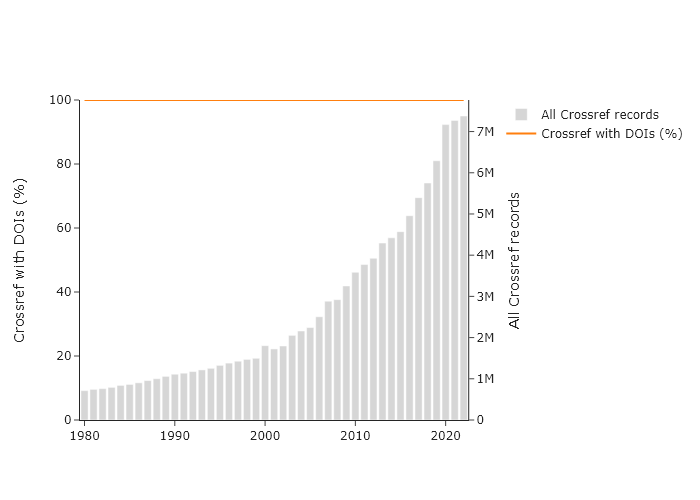 100
80
60
40
20
0
Crossref with DOIs (%)
1980
1990
2000
2010
2020
7M
6M
5M
4M
3M
2M
1M
0
All Crossref records
All Crossref records
Crossref with DOIs (%)